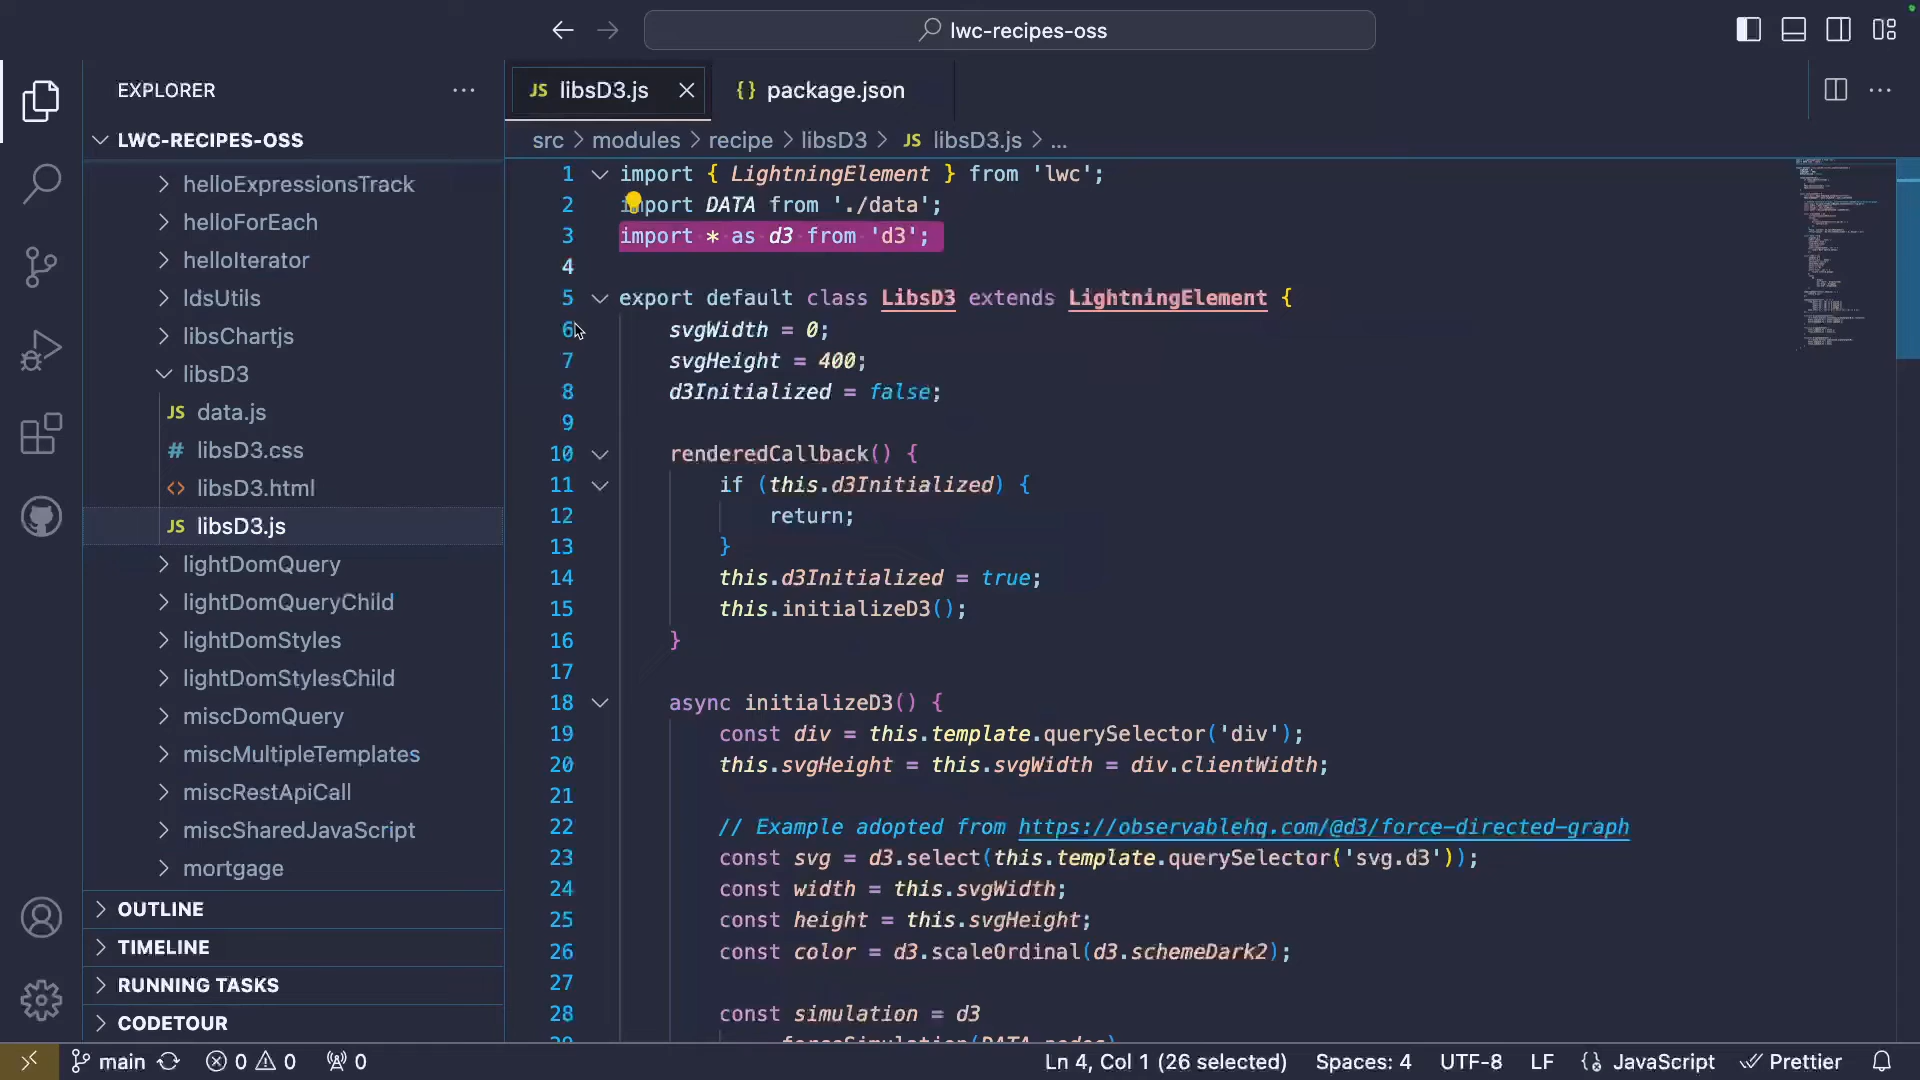 lwc-recipes-oss
EXPLORER
LWC-RECIPES-OSS
helloExpressionsTrack
helloForEach
helloIterator
ldsUtils
libsChartjs
libsD3
JS data.js
# libsD3.css
<> libsD3.html
JS libsD3.js
lightDomQuery
lightDomQueryChild
lightDomStyles
lightDomStylesChild
miscDomQuery
miscMultipleTemplates
miscRestApiCall
miscSharedJavaScript
mortgage
OUTLINE
TIMELINE
RUNNING TASKS
CODETOUR
JS libsD3.js
{} package.json
src > modules > recipe > libsD3 > JS libsD3.js > ...
1 import { LightningElement } from 'lwc';
2 import DATA from './data';
3 import * as d3 from 'd3';
4
5 export default class LibsD3 extends LightningElement {
6 svgWidth = 0;
7 svgHeight = 400;
8 d3Initialized = false;
9
10 renderedCallback() {
11 if (this.d3Initialized) {
12 return;
13 }
14 this.d3Initialized = true;
15 this.initializeD3();
16 }
17
18 async initializeD3() {
19 const div = this.template.querySelector('div');
20 this.svgHeight = this.svgWidth = div.clientWidth;
21
22 // Example adopted from https://observablehq.com/@d3/force-directed-graph
23 const svg = d3.select(this.template.querySelector('svg.d3'));
24 const width = this.svgWidth;
25 const height = this.svgHeight;
26 const color = d3.scaleOrdinal(d3.schemeDark2);
27
28 const simulation = d3
29 .forceSimulation(DATA.nodes)
main 0 0 0
Ln 4, Col 1 (26 selected) Spaces: 4 UTF-8 LF {} JavaScript Prettier